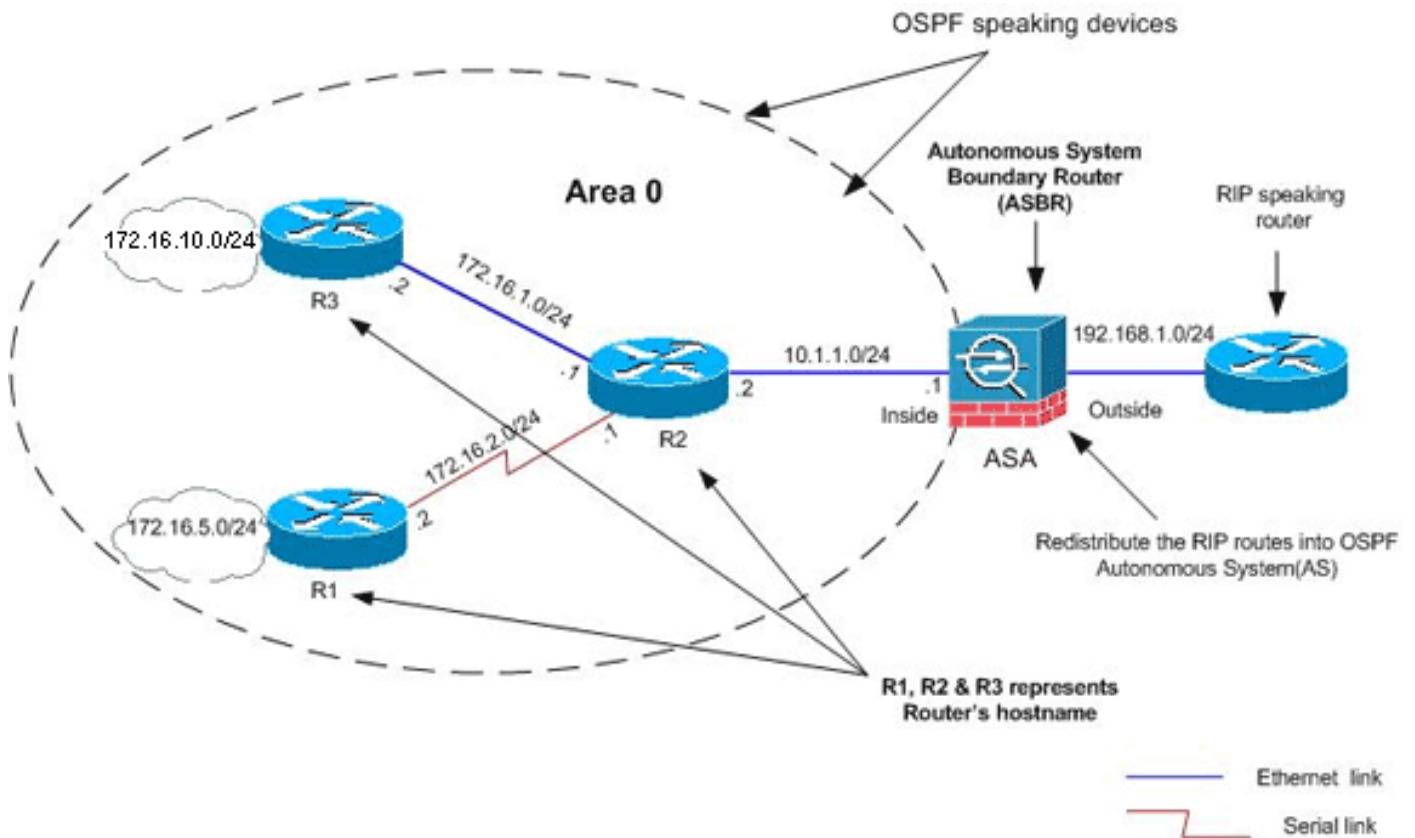 OSPF speaking devices
Autonomous System
Boundary Router
(ASBR)
RIP speaking
router
Area 0
172.16.10.0/24
R3
.2
172.16.1.0/24
.1
172.16.2.0/24
.1
.2
R2
.2
10.1.1.0/24
.1
Inside
Outside
ASA
192.168.1.0/24
172.16.5.0/24
R1
Redistribute the RIP routes into OSPF
Autonomous System(AS)
R1, R2 & R3 represents
Router's hostname
Ethernet link
Serial link